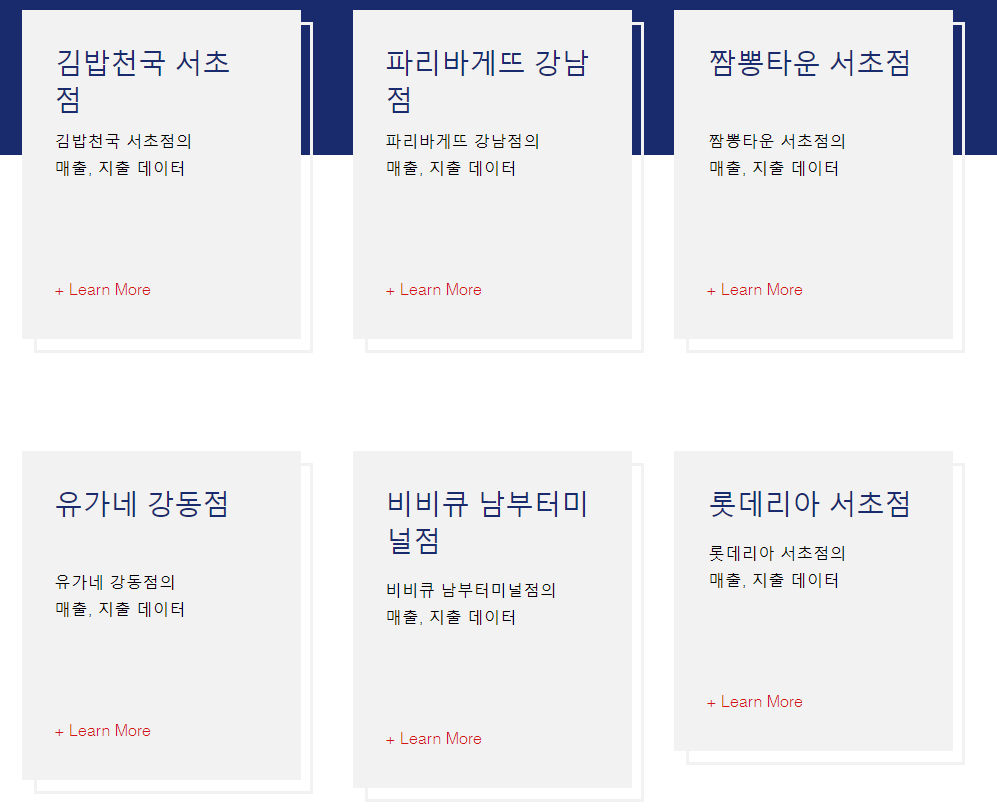 김밥천국 서초
점
김밥천국 서초점의
매출, 지출 데이터
+ Learn More
파리바게뜨 강남
점
파리바게뜨 강남점의
매출, 지출 데이터
+ Learn More
짬뽕타운 서초점
짬뽕타운 서초점의
매출, 지출 데이터
+ Learn More
유가네 강동점
유가네 강동점의
매출, 지출 데이터
+ Learn More
비비큐 남부터미
널점
비비큐 남부터미널점의
매출, 지출 데이터
+ Learn More
롯데리아 서초점
롯데리아 서초점의
매출, 지출 데이터
+ Learn More